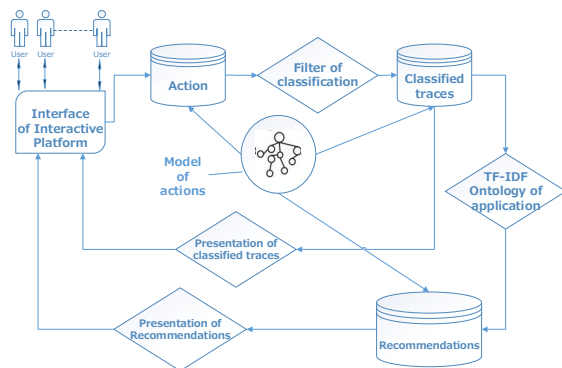 User
User
User
Interface
of Interactive
Platform
Action
Filter of
classification
Classified
traces
Model
of
actions
TF-IDF
Ontology of
application
Presentation of
classified traces
Presentation of
Recommendations
Recommendations